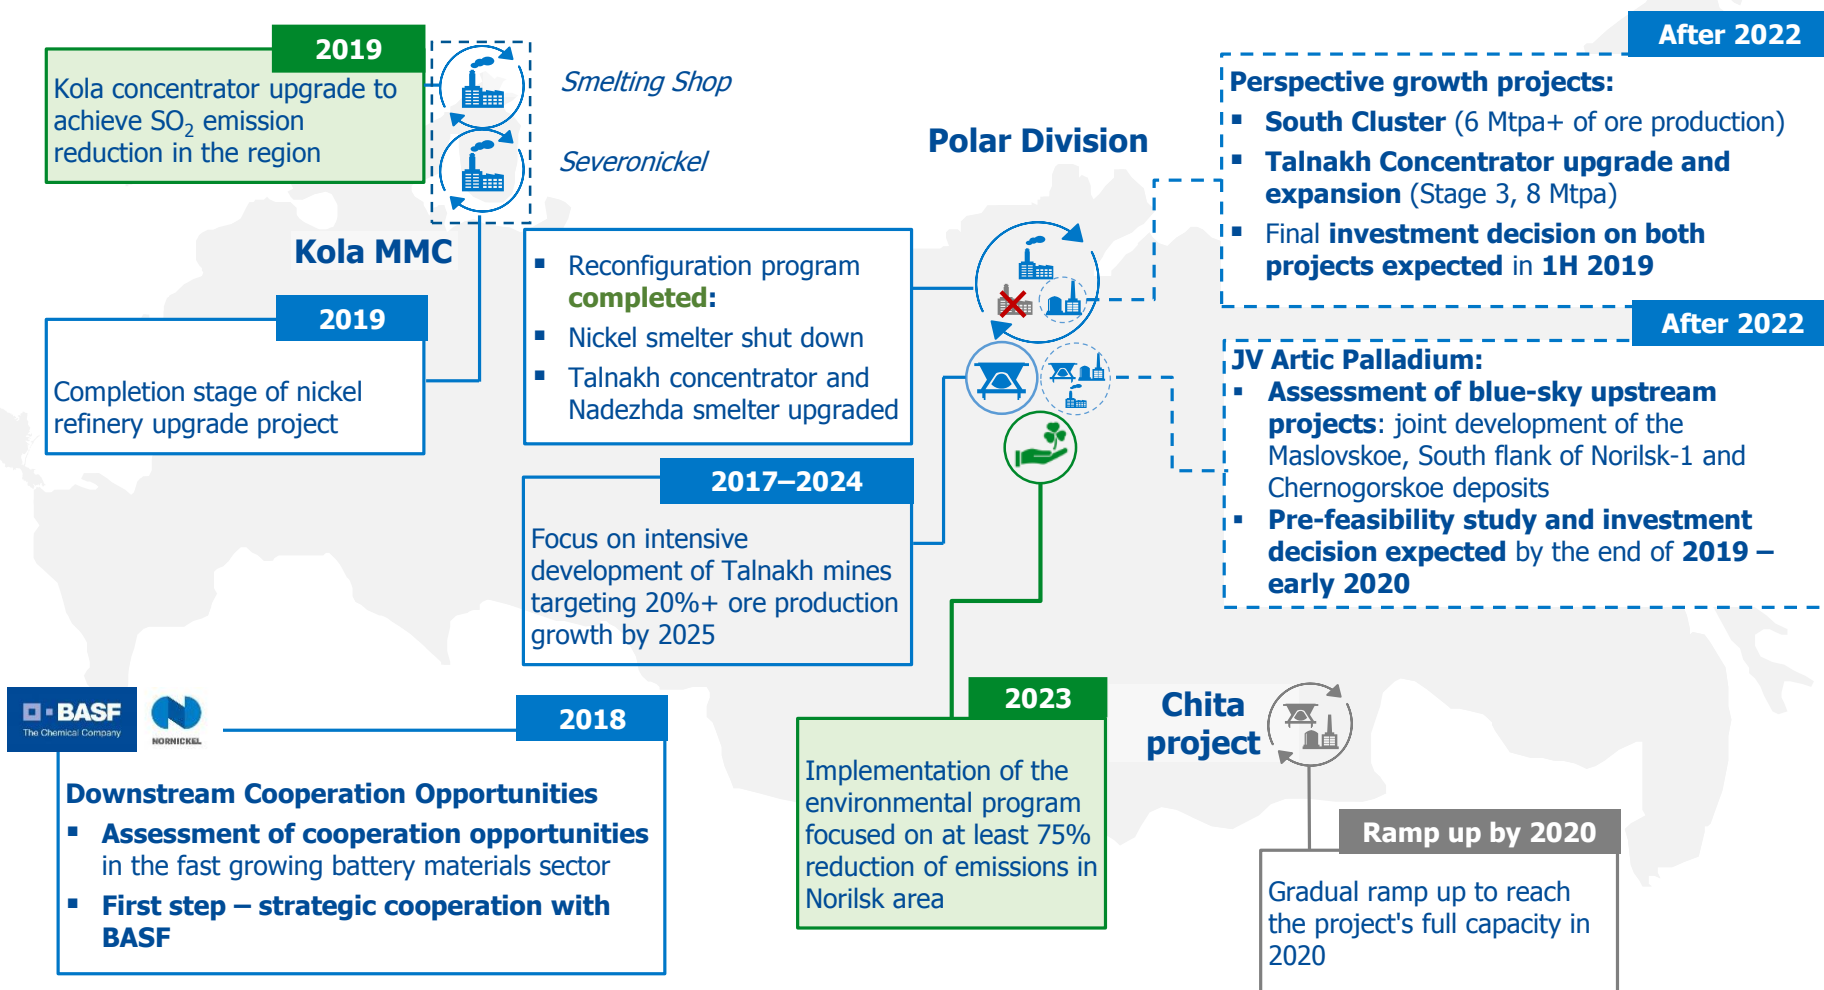 2019
Kola concentrator upgrade to
achieve SO2 emission
reduction in the region
Smelting Shop
Severonickel
Kola MMC
2019
Completion stage of nickel
refinery upgrade project
Polar Division
▪ Reconfiguration program
completed:
▪ Nickel smelter shut down
▪ Talnakh concentrator and
Nadezhda smelter upgraded
2017–2024
Focus on intensive
development of Talnakh mines
targeting 20%+ ore production
growth by 2025
After 2022
Perspective growth projects:
▪ South Cluster (6 Mtpa+ of ore production)
▪ Talnakh Concentrator upgrade and
expansion (Stage 3, 8 Mtpa)
▪ Final investment decision on both
projects expected in 1H 2019
After 2022
JV Artic Palladium:
▪ Assessment of blue-sky upstream
projects: joint development of the
Maslovskoe, South flank of Norilsk-1 and
Chernogorskoe deposits
▪ Pre-feasibility study and investment
decision expected by the end of 2019 –
early 2020
BASF
The Chemical Company
NORNICKEL
2018
Downstream Cooperation Opportunities
▪ Assessment of cooperation opportunities
in the fast growing battery materials sector
▪ First step – strategic cooperation with
BASF
2023
Implementation of the
environmental program
focused on at least 75%
reduction of emissions in
Norilsk area
Chita
project
Ramp up by 2020
Gradual ramp up to reach
the project's full capacity in
2020